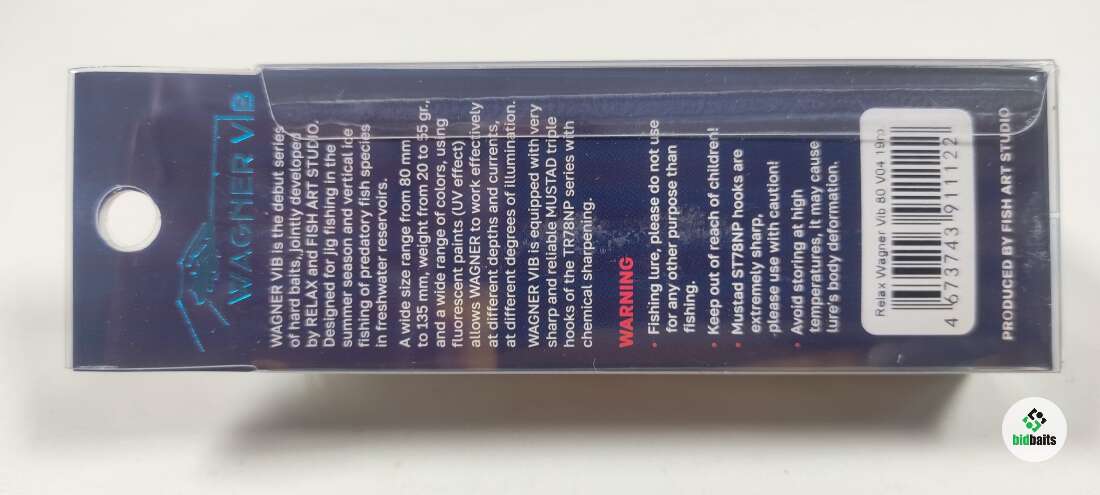 WAGNER VIB
WAGNER VIB is the debut series
of hard baits, jointly developed
by RELAX and FISH ART STUDIO.
Designed for jig fishing in the
summer season and vertical ice
fishing of predatory fish species
in freshwater reservoirs.
A wide size range from 80 mm
to 135 mm, weight from 20 to 55 gr.,
and a wide range of colors, using
fluorescent paints (UV effect)
allows WAGNER to work effectively
at different depths and currents,
at different degrees of illumination.
WAGNER VIB is equipped with very
sharp and reliable MUSTAD triple
hooks of the TR78NP series with
chemical sharpening.
WARNING
• Fishing lure, please do not use
for any other purpose than
fishing.
• Keep out of reach of children!
• Mustad ST78NP hooks are
extremely sharp,
please use with caution!
• Avoid storing at high
temperatures, it may cause
lure's body deformation.
Relax Wagner Vib 80 V04 19гр.
4 673743 911122
PRODUCED BY FISH ART STUDIO
bidbaits